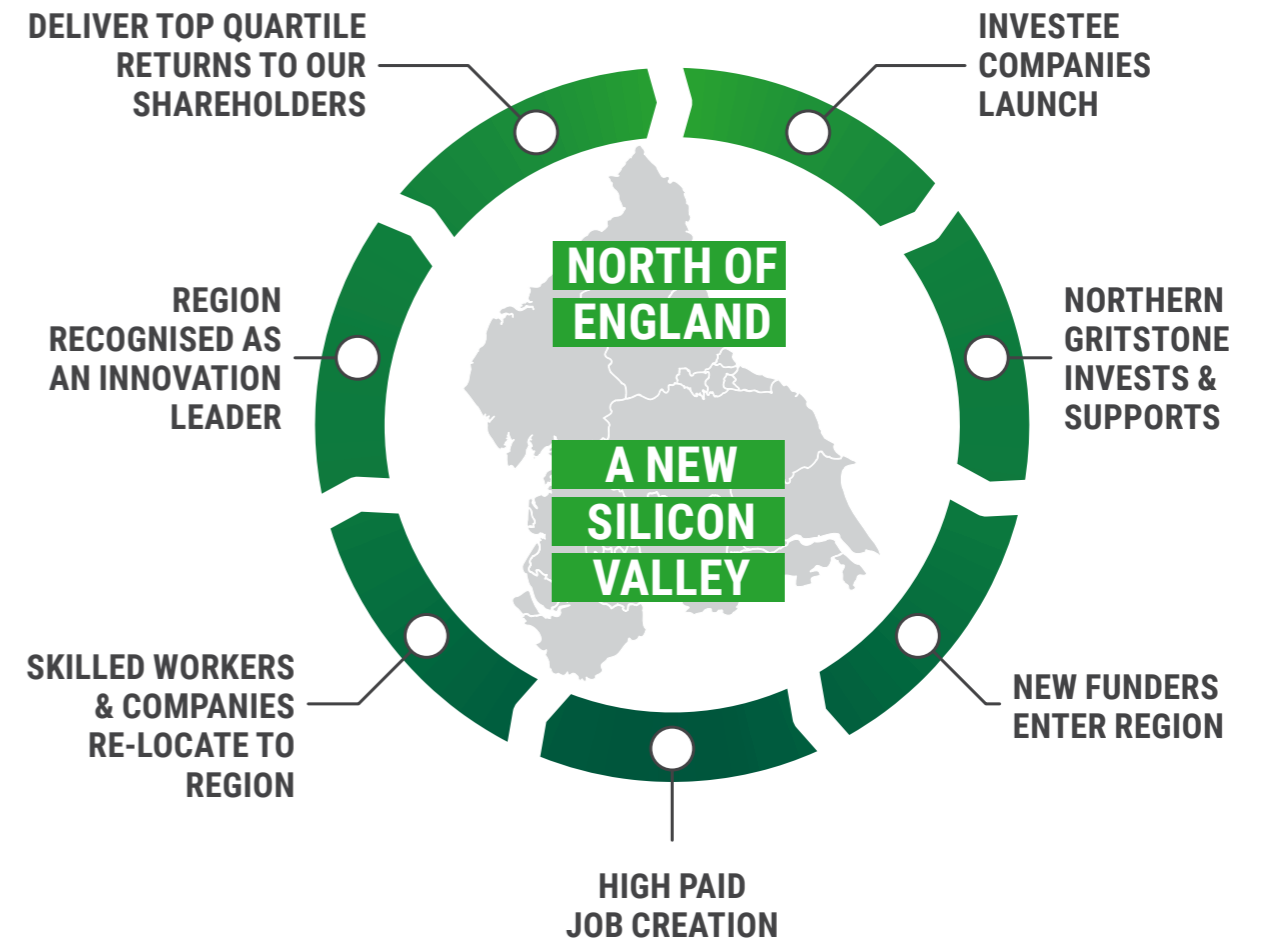 DELIVER TOP QUARTILE
RETURNS TO OUR
SHAREHOLDERS
INVESTEE
COMPANIES
LAUNCH
NORTH OF
ENGLAND
REGION
RECOGNISED AS
AN INNOVATION
LEADER
NORTHERN
GRITSTONE
INVESTS &
SUPPORTS
A NEW
SILICON
VALLEY
SKILLED WORKERS
& COMPANIES
RE-LOCATE TO
REGION
NEW FUNDERS
ENTER REGION
HIGH PAID
JOB CREATION